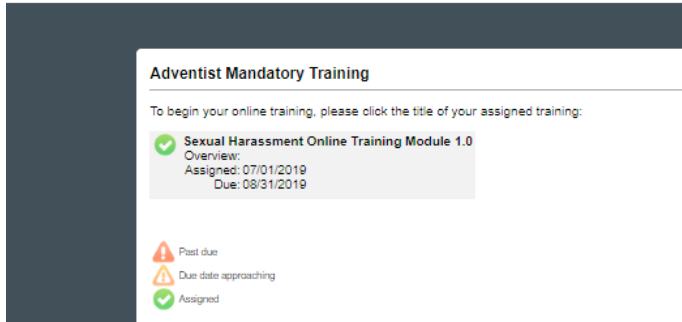 Adventist Mandatory Training
To begin your online training, please click the title of your assigned training:
Sexual Harassment Online Training Module 1.0
Overview:
Assigned: 07/01/2019
Due: 08/31/2019
Past due
Due date approaching
Assigned